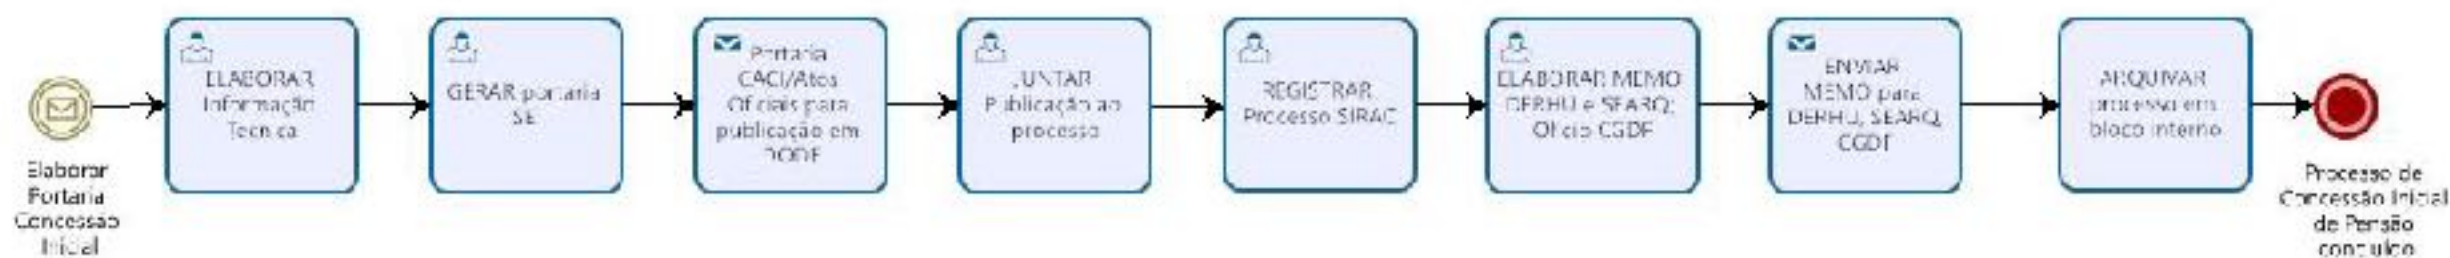 Elaborar
Portaria
Concessão
Inicial
ELABORAR
Informação
Tecnica
GERAR portaria
SE
Portaria
CACI/Atos
Oficiais para
publicação em
DODF
JUNTAR
Publicação ao
processo
REGISTRAR
Processo SIRAC
ELABORAR MEMO
DERHU e SEARQ;
Oficio CGDF
ENVIAR
MEMO para
DERHU, SEARQ,
CGDF
ARQUIVAR
processo em
bloco interno
Processo de
Concessão Inicial
de Pensão
concluído